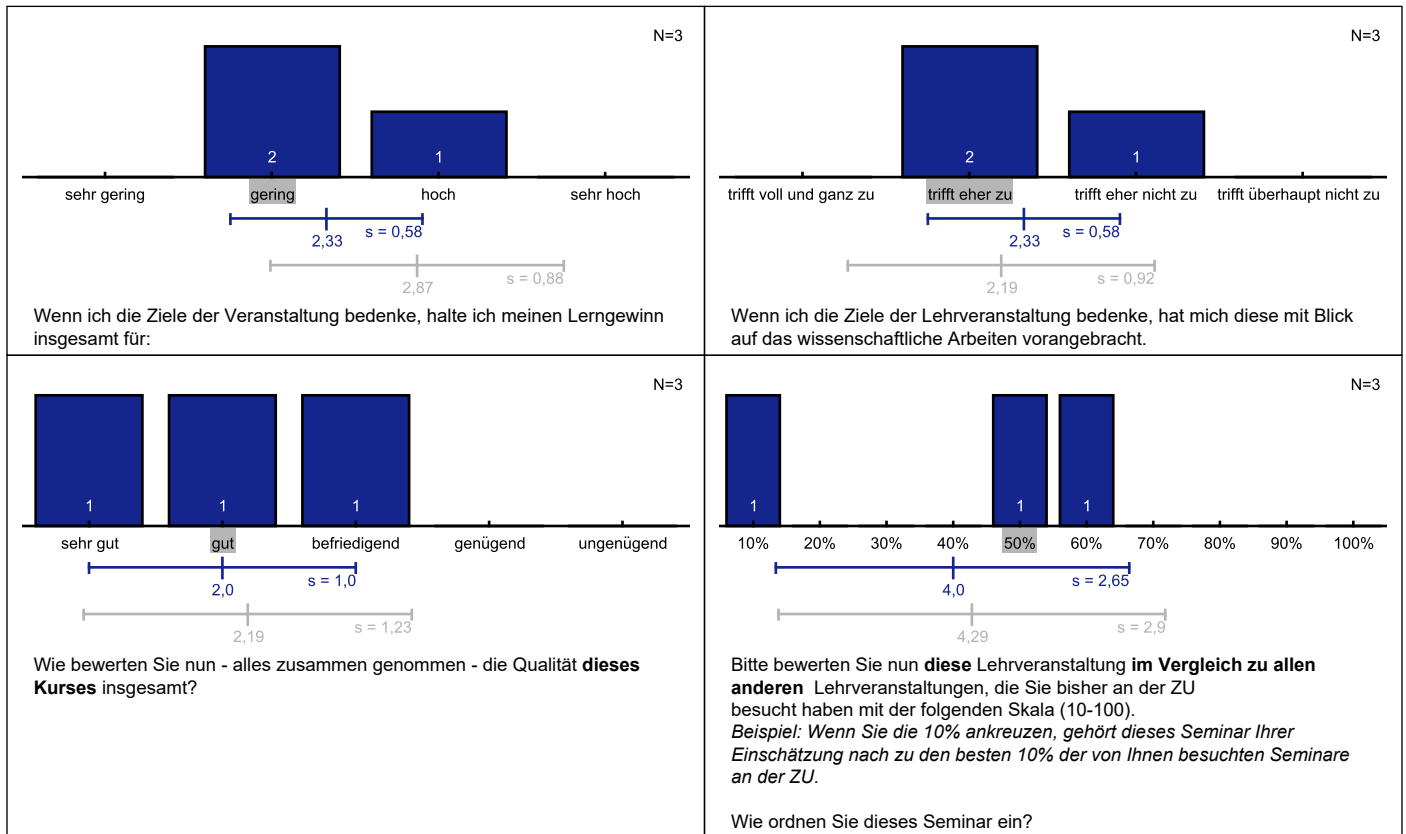 N=3
2
1
sehr gering
gering
hoch
sehr hoch
2,33
s = 0,58
2,87
s = 0,88
Wenn ich die Ziele der Veranstaltung bedenke, halte ich meinen Lerngewinn
insgesamt für:
N=3
2
1
trifft voll und ganz zu
trifft eher zu
trifft eher nicht zu
trifft überhaupt nicht zu
2,33
s = 0,58
2,19
s = 0,92
Wenn ich die Ziele der Lehrveranstaltung bedenke, hat mich diese mit Blick
auf das wissenschaftliche Arbeiten vorangebracht.
N=3
1
1
1
sehr gut
gut
befriedigend
genügend
ungenügend
2,0
s = 1,0
2,19
s = 1,23
Wie bewerten Sie nun - alles zusammen genommen - die Qualität dieses
Kurses insgesamt?
N=3
1
1
1
10%
20%
30%
40%
50%
60%
70%
80%
90%
100%
4,0
s = 2,65
4,29
s = 2,9
Bitte bewerten Sie nun diese Lehrveranstaltung im Vergleich zu allen
anderen Lehrveranstaltungen, die Sie bisher an der ZU
besucht haben mit der folgenden Skala (10-100).
Beispiel: Wenn Sie die 10% ankreuzen, gehört dieses Seminar Ihrer
Einschätzung nach zu den besten 10% der von Ihnen besuchten Seminare
an der ZU.
Wie ordnen Sie dieses Seminar ein?